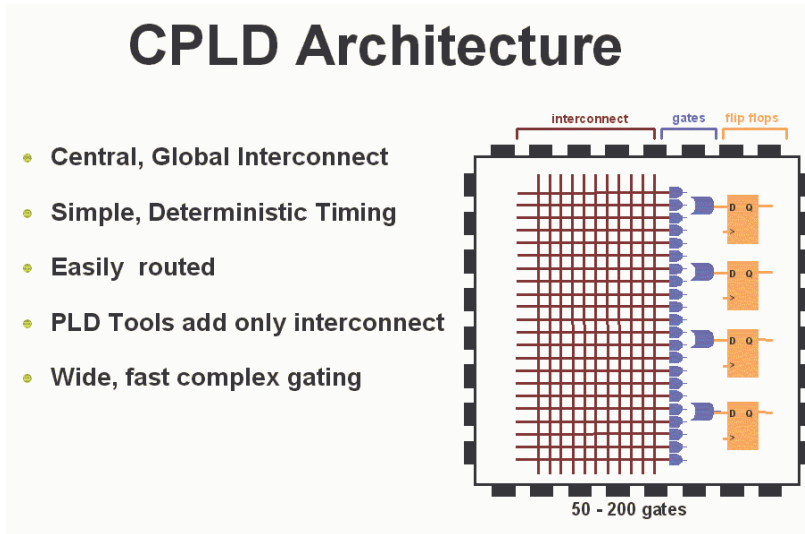 CPLD Architecture
Central, Global Interconnect
Simple, Deterministic Timing
Easily routed
PLD Tools add only interconnect
Wide, fast complex gating
interconnect
gates
flip flops
D Q
>
D Q
>
D Q
>
D Q
>
50 - 200 gates